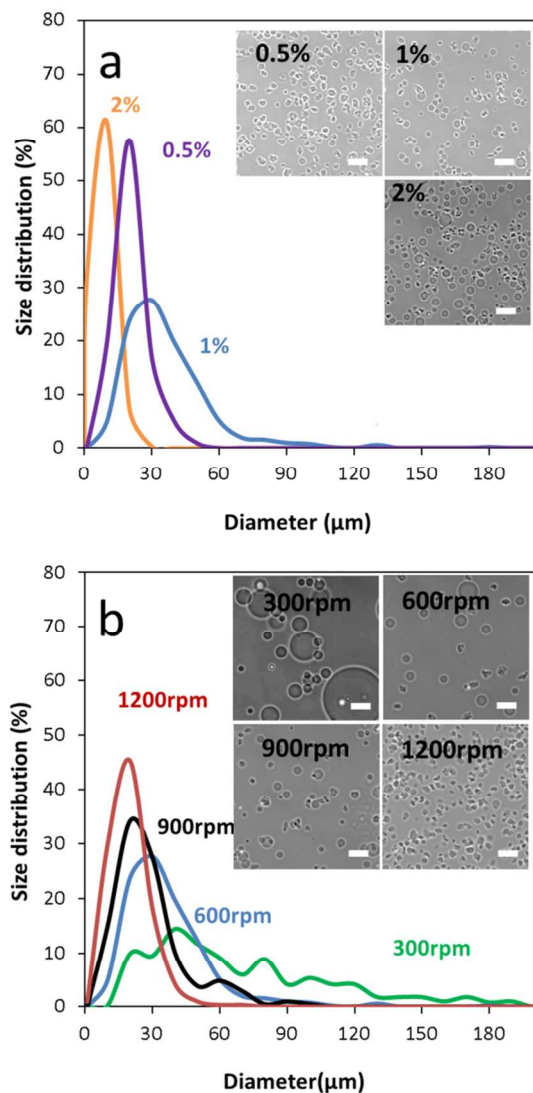 a
80
70
60
50
40
30
20
10
0
Size distribution (%)
2%
0.5%
1%
0.5%
1%
2%
0
30
60
90
120
150
180
Diameter (μm)
b
80
70
60
50
40
30
20
10
0
Size distribution (%)
1200rpm
900rpm
600rpm
300rpm
300rpm
600rpm
900rpm
1200rpm
0
30
60
90
120
150
180
Diameter(μm)